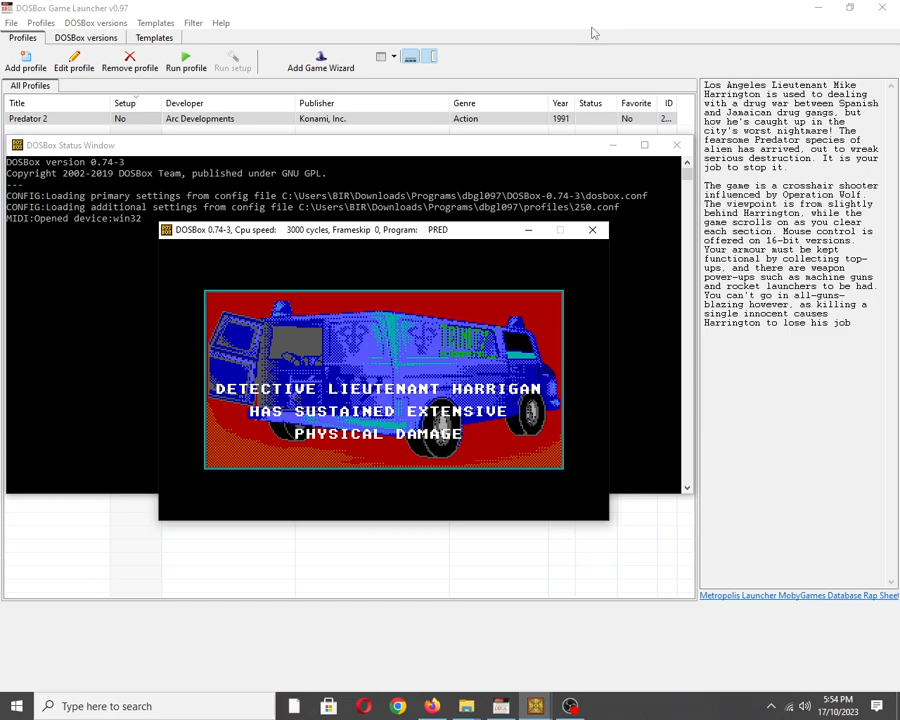 DOSBox Game Launcher v0.97
File Profiles DOSBox versions Templates Filter Help
Profiles DOSBox versions Templates
Add profile Edit profile Remove profile Run profile Run setup Add Game Wizard
All Profiles
Title Setup Developer Publisher Genre Year Status Favorite ID
Predator 2 No Arc Developments Konami, Inc. Action 1991 No 2...
DOSBox Status Window
DOSBox version 0.74-3
Copyright 2002-2019 DOSBox Team, published under GNU GPL.
---
CONFIG:Loading primary settings from config file C:\Users\BIR\Downloads\Programs\dbgl097\DOSBox-0.74-3\dosbox.conf
CONFIG:Loading additional settings from config file C:\Users\BIR\Downloads\Programs\dbgl097\profiles\250.conf
MIDI:Opened device:win32
DOSBox 0.74-3, Cpu speed: 3000 cycles, Frameskip 0, Program: PRED
DETECTIVE LIEUTENANT HARRIGAN
HAS SUSTAINED EXTENSIVE
PHYSICAL DAMAGE
Los Angeles Lieutenant Mike
Harrington is used to dealing
with a drug war between Spanish
and Jamaican drug gangs, but
how he's caught up in the
city's worst nightmare! The
fearsome Predator species of
alien has arrived, out to wreak
serious destruction. It is your
job to stop it.
The game is a crosshair shooter
influenced by Operation Wolf.
The viewpoint is from slightly
behind Harrington, while the
game scrolls on as you clear
each section. Mouse control is
offered on 16-bit versions.
Your armour must be kept
functional by collecting top-
ups, and there are weapon
power-ups such as machine guns
and rocket launchers to be had.
You can't go in all-guns-
blazing however, as killing a
single innocent causes
Harrington to lose his job
Metropolis Launcher MobyGames Database Rap Sheet
Type here to search
5:54 PM
17/10/2023